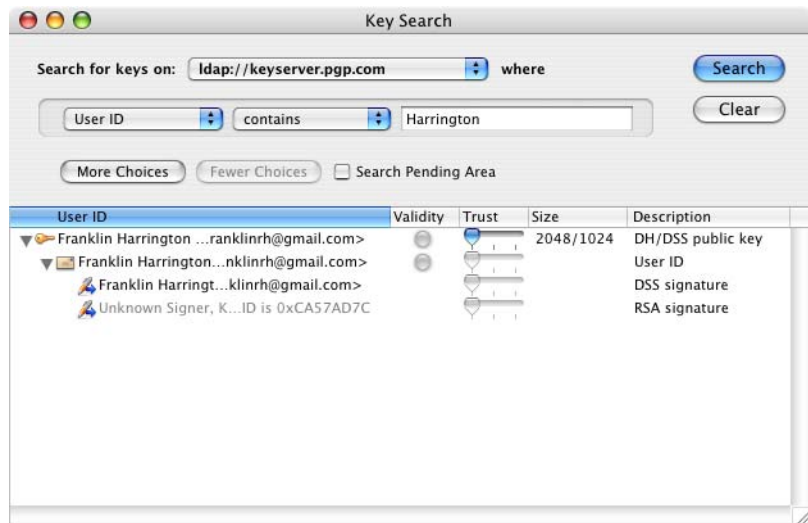 Key Search
Search for keys on: ldap://keyserver.pgp.com where Search
User ID contains Harrington Clear
More Choices Fewer Choices Search Pending Area
User ID Validity Trust Size Description
Franklin Harrington ...ranklinrh@gmail.com> 2048/1024 DH/DSS public key
Franklin Harrington...nklinrh@gmail.com> User ID
Franklin Harringt...klinrh@gmail.com> DSS signature
Unknown Signer, K...ID is 0xCA57AD7C RSA signature